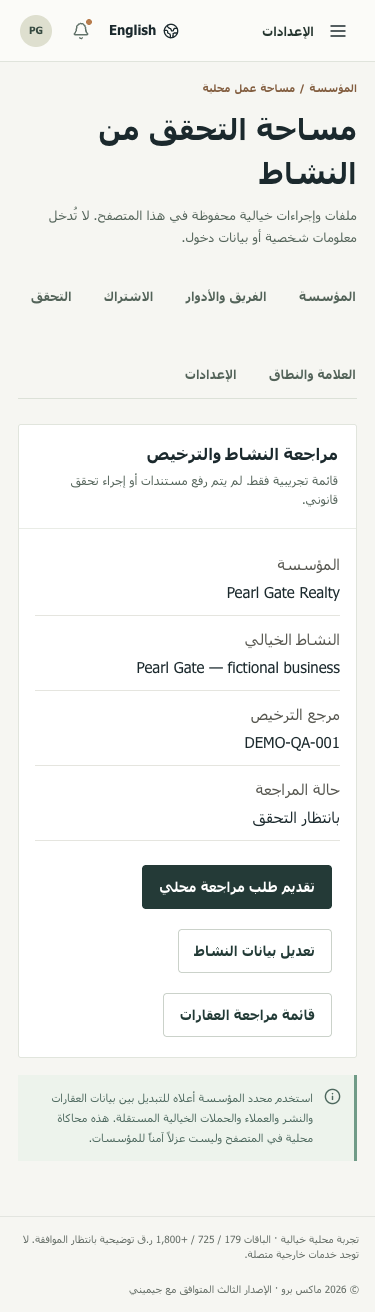 الإعدادات
English
PG
المؤسسة / مساحة عمل محلية
مساحة التحقق من
النشاط
ملفات وإجراءات خيالية محفوظة في هذا المتصفح. لا تُدخل
معلومات شخصية أو بيانات دخول.
المؤسسة الفريق والأدوار الاشتراك التحقق
العلامة والنطاق الإعدادات
مراجعة النشاط والترخيص
قائمة تجريبية فقط. لم يتم رفع مستندات أو إجراء تحقق
قانوني.
المؤسسة
Pearl Gate Realty
النشاط الخيالي
Pearl Gate — fictional business
مرجع الترخيص
DEMO-QA-001
حالة المراجعة
بانتظار التحقق
تقديم طلب مراجعة محلي
تعديل بيانات النشاط
قائمة مراجعة العقارات
استخدم محدد المؤسسة أعلاه للتبديل بين بيانات العقارات
والنشر والعملاء والحملات الخيالية المستقلة. هذه محاكاة
محلية في المتصفح وليست عزلاً آمناً للمؤسسات.
تجربة محلية خيالية · الباقات 179 / 725 / +1,800 ر.ق توضيحية بانتظار الموافقة. لا
توجد خدمات خارجية متصلة.
© 2026 ماكس برو · الإصدار الثالث المتوافق مع جيميني